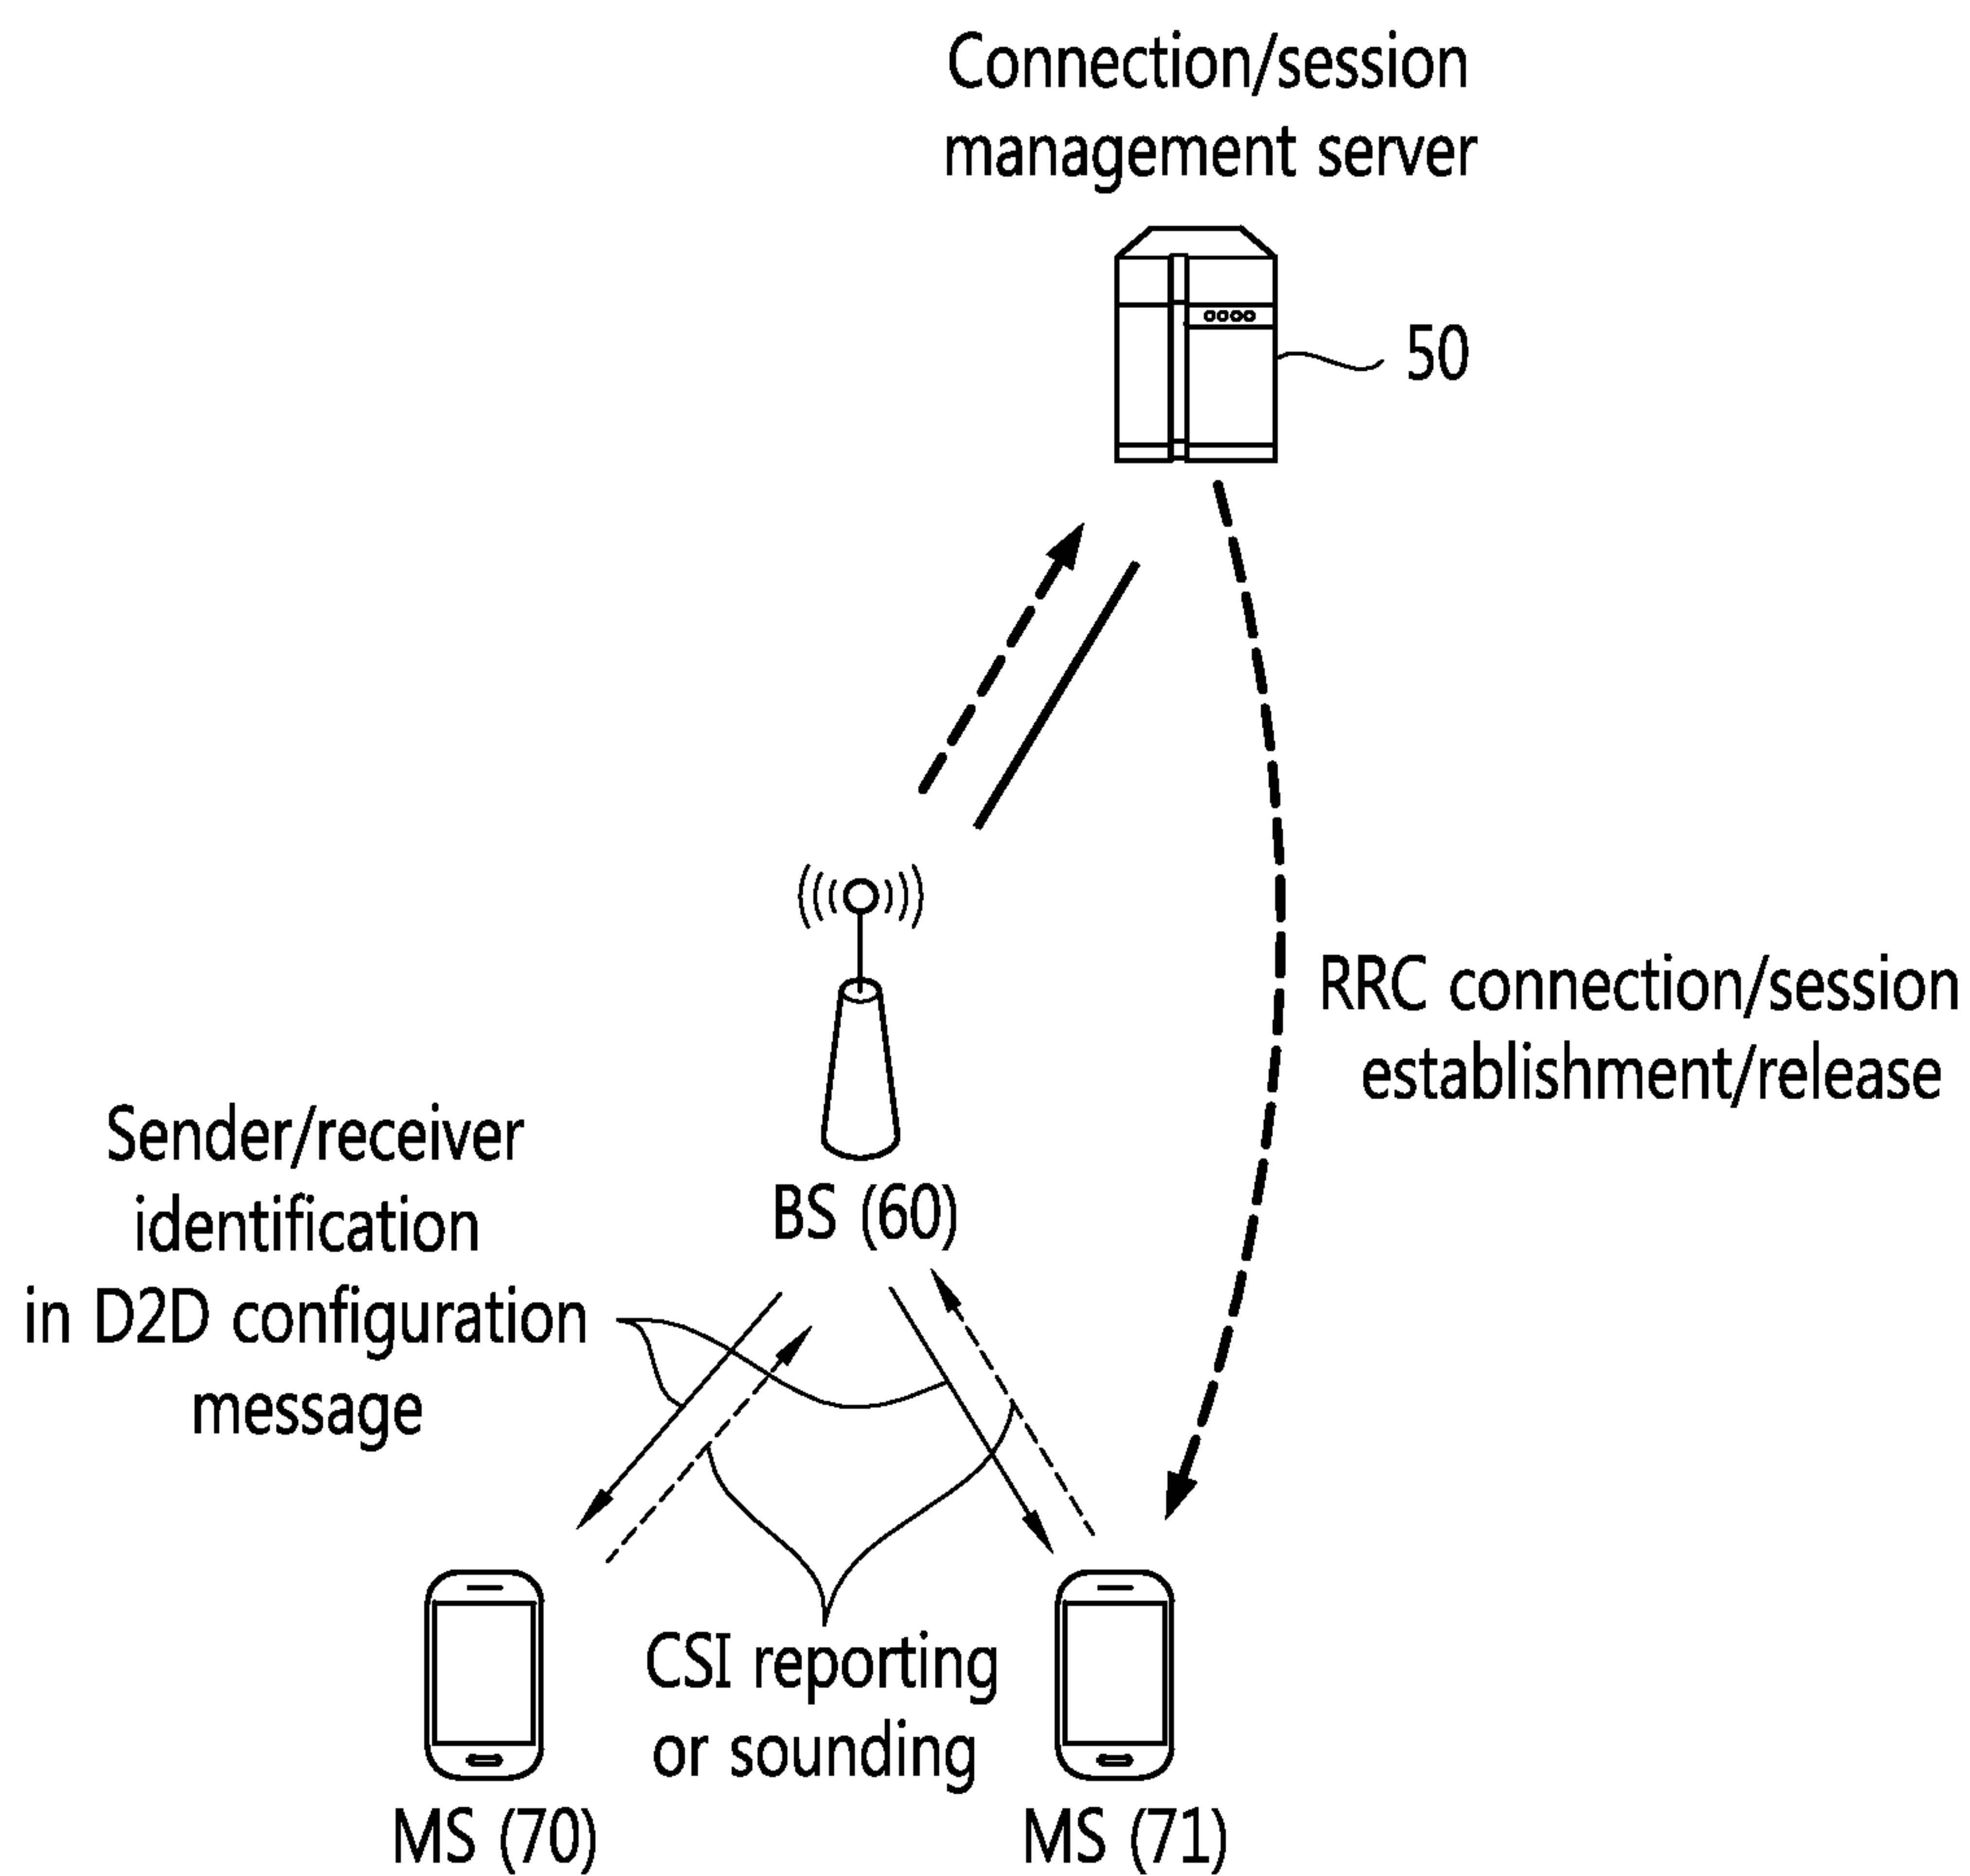 Connection/session
management server
50
RRC connection/session
establishment/release
Sender/receiver
identification
in D2D configuration
message
BS (60)
CSI reporting
or sounding
MS (70)
MS (71)